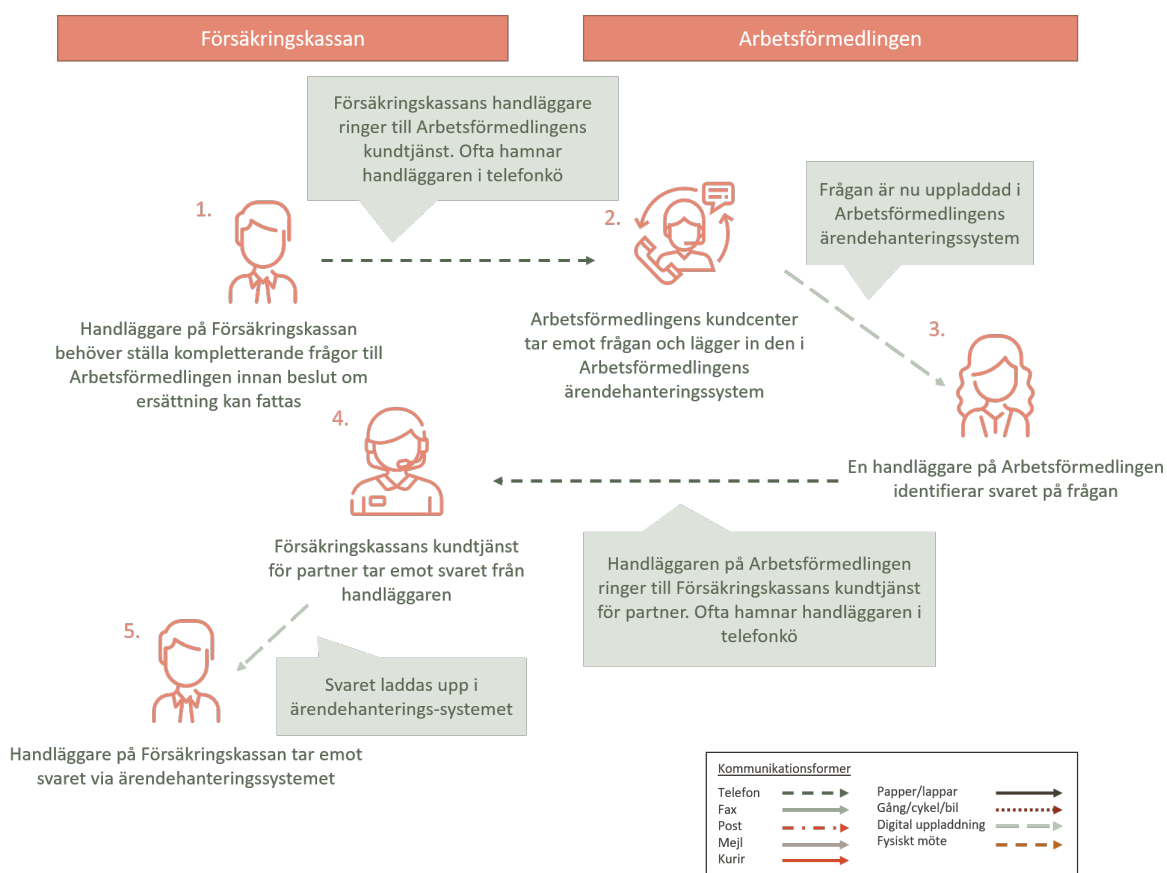 Försäkringskassan
Arbetsförmedlingen
Försäkringskassans handläggare
ringer till Arbetsförmedlingens
kundtjänst. Ofta hamnar
handläggaren i telefonkö
1.
2.
Frågan är nu uppladdad i
Arbetsförmedlingens
ärendehanteringssystem
Handläggare på Försäkringskassan
behöver ställa kompletterande frågor till
Arbetsförmedlingen innan beslut om
ersättning kan fattas
Arbetsförmedlingens kundcenter
tar emot frågan och lägger in den i
Arbetsförmedlingens
ärendehanteringssystem
3.
En handläggare på Arbetsförmedlingen
identifierar svaret på frågan
4.
Försäkringskassans kundtjänst
för partner tar emot svaret från
handläggaren
Handläggaren på Arbetsförmedlingen
ringer till Försäkringskassans kundtjänst
för partner. Ofta hamnar handläggaren i
telefonkö
5.
Svaret laddas upp i
ärendehanterings-systemet
Handläggare på Försäkringskassan tar emot
svaret via ärendehanteringssystemet
Kommunikationsformer
Telefon
Fax
Post
Mejl
Kurir
Papper/lappar
Gång/cykel/bil
Digital uppladdning
Fysiskt möte